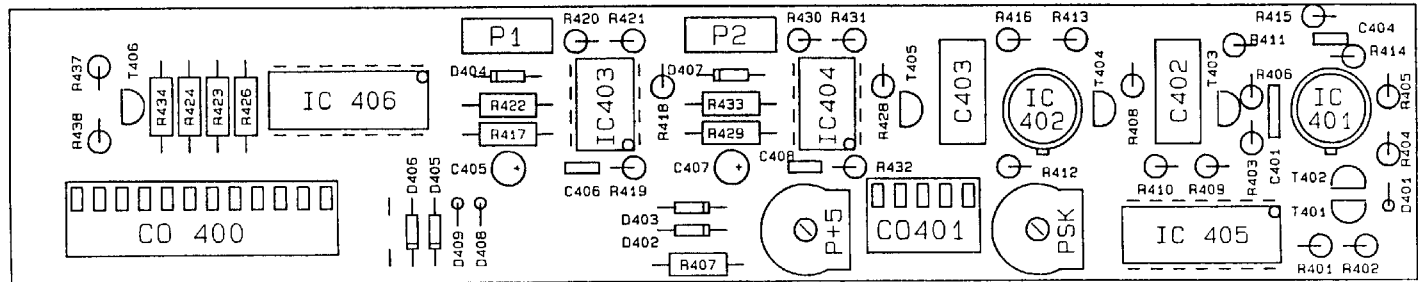 R437
T406
R438
R434
R424
R423
R426
IC 406
CO 400
P1
D404
R422
R417
C405
D406
D405
D409
D408
R420
R421
IC403
R418
C406
R419
P2
D407
R433
R429
C407
D403
D402
R407
R430
R431
IC404
C408
R432
P+5
R428
T405
C403
CO401
R416
R413
IC
402
T404
R412
PSK
R408
C402
T403
R410
R409
IC 405
R415
C404
R411
R414
R406
R403
C401
IC
401
R405
R404
T402
T401
D401
R401
R402